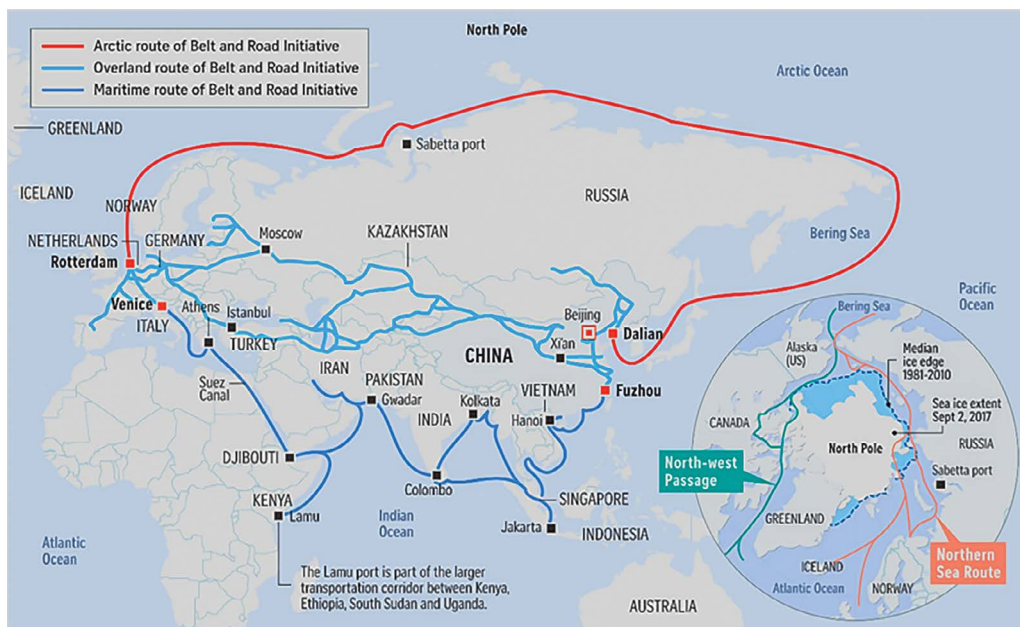 North Pole
Arctic route of Belt and Road Initiative
Overland route of Belt and Road Initiative
Maritime route of Belt and Road Initiative
Arctic Ocean
GREENLAND
Sabetta port
ICELAND
RUSSIA
NORWAY
Moscow
KAZAKHSTAN
Bering Sea
NETHERLANDS
GERMANY
Rotterdam
Pacific
Ocean
Venice
Athens
Istanbul
Beijing
Dalian
ITALY
TURKEY
Xi'an
CHINA
IRAN
Suez
Canal
PAKISTAN
Gwadar
VIETNAM
Fuzhou
INDIA
Kolkata
Hanoi
DJIBOUTI
Colombo
SINGAPORE
KENYA
Lamu
Indian
Ocean
Jakarta
INDONESIA
Atlantic
Ocean
The Lamu port is part of the larger
transportation corridor between Kenya,
Ethiopia, South Sudan and Uganda.
AUSTRALIA
Bering Sea
Alaska
(US)
Median
ice edge
1981-2010
Sea ice extent
Sept 2, 2017
CANADA
North Pole
RUSSIA
North-west
Passage
Sabetta port
GREENLAND
Northern
Sea Route
ICELAND
Atlantic Ocean
NORWAY